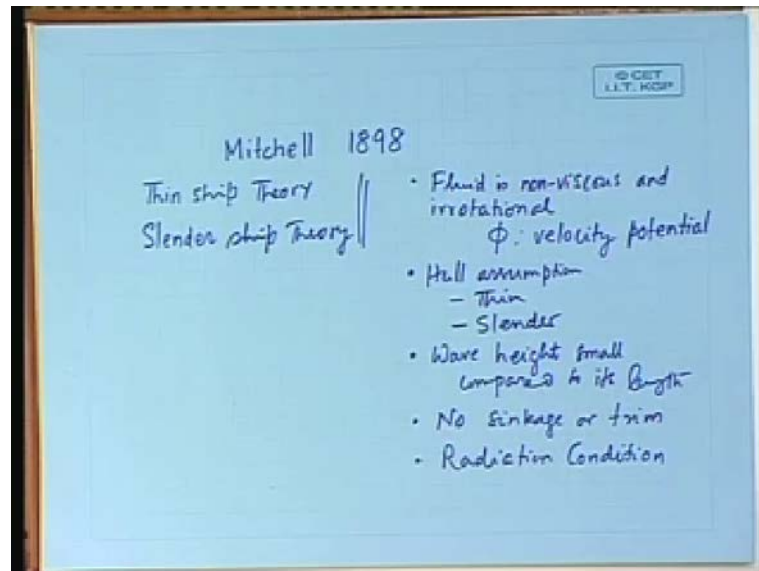 © CET
I.I.T. KGP
Mitchell 1898
Thin ship Theory
Slender ship Theory
• Fluid is non-viscous and
irrotational
Φ: velocity potential
• Hull assumption
- Thin
- Slender
• Wave height small
compared to its length
• No sinkage or trim
• Radiation Condition